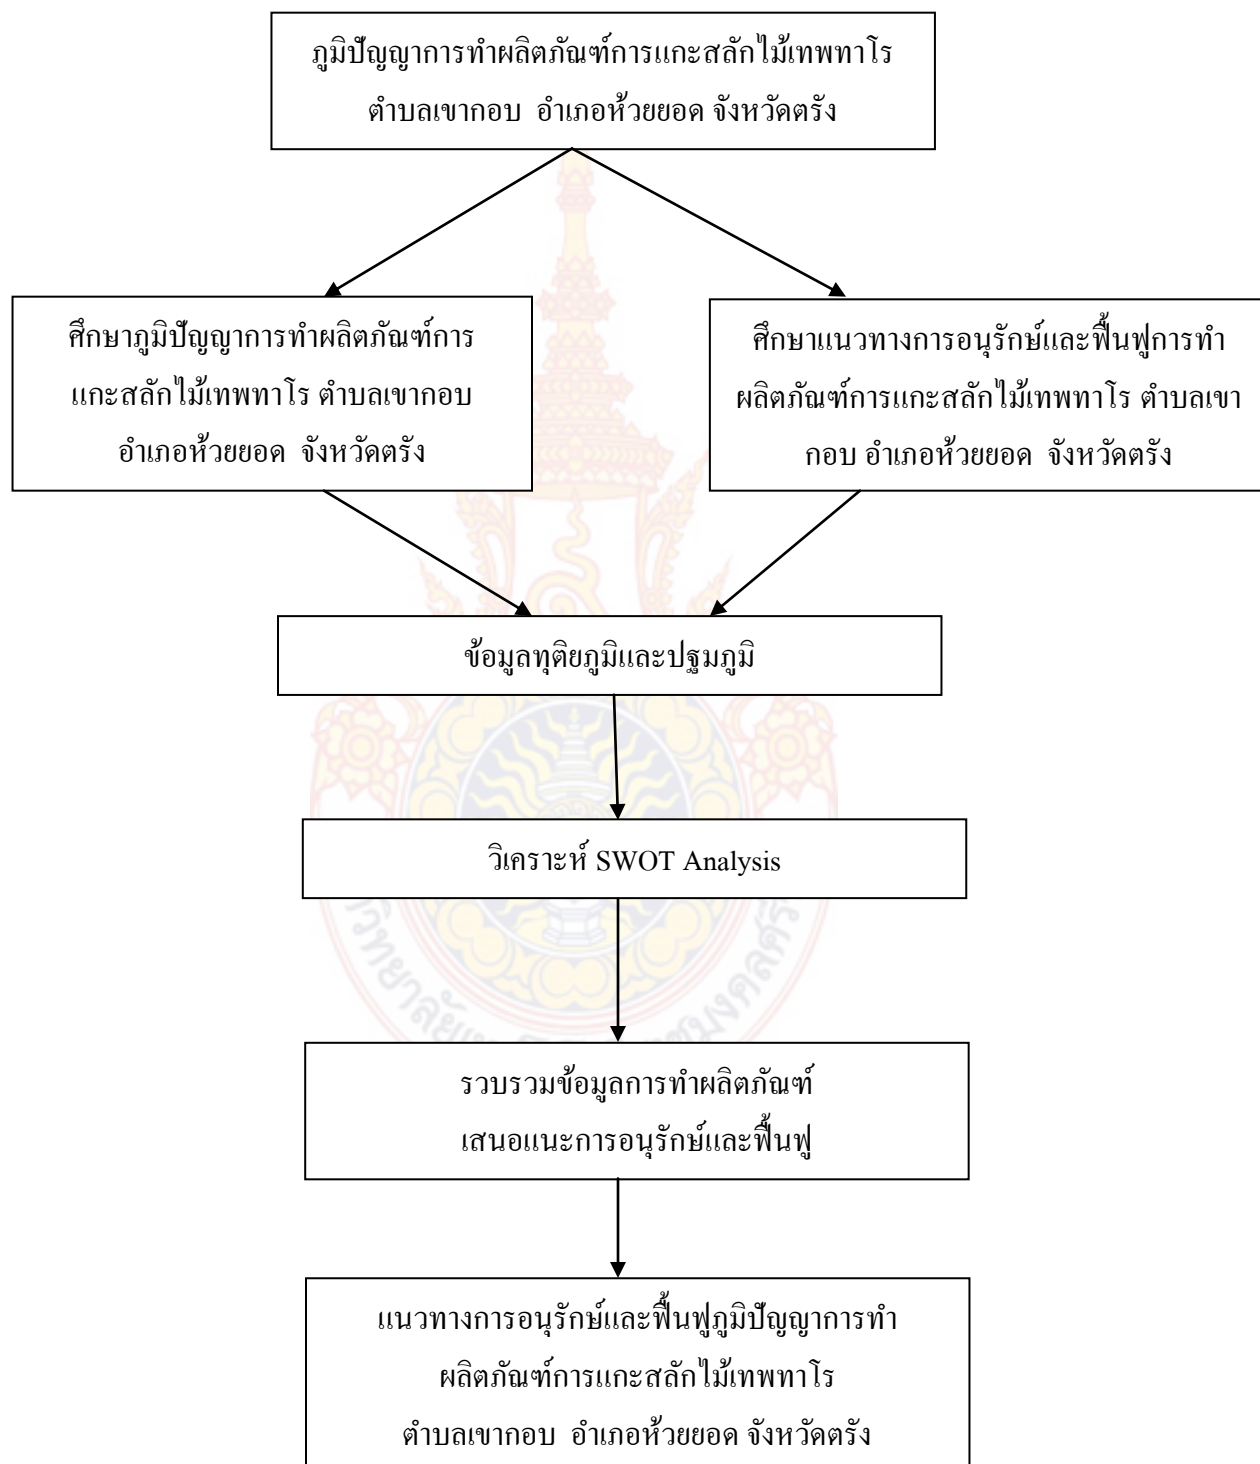 ภูมิปัญญาการทำผลิตภัณฑ์การแกะสลักไม้เทพทาโร
ตำบลเขากอบ อำเภอห้วยยอด จังหวัดตรัง
ศึกษาภูมิปัญญาการทำผลิตภัณฑ์การ
แกะสลักไม้เทพทาโร ตำบลเขากอบ
อำเภอห้วยยอด จังหวัดตรัง
ศึกษาแนวทางการอนุรักษ์และฟื้นฟูการทำ
ผลิตภัณฑ์การแกะสลักไม้เทพทาโร ตำบลเขา
กอบ อำเภอห้วยยอด จังหวัดตรัง
ข้อมูลทุติยภูมิและปฐมภูมิ
วิเคราะห์ SWOT Analysis
รวบรวมข้อมูลการทำผลิตภัณฑ์
เสนอแนะการอนุรักษ์และฟื้นฟู
แนวทางการอนุรักษ์และฟื้นฟูภูมิปัญญาการทำ
ผลิตภัณฑ์การแกะสลักไม้เทพทาโร
ตำบลเขากอบ อำเภอห้วยยอด จังหวัดตรัง